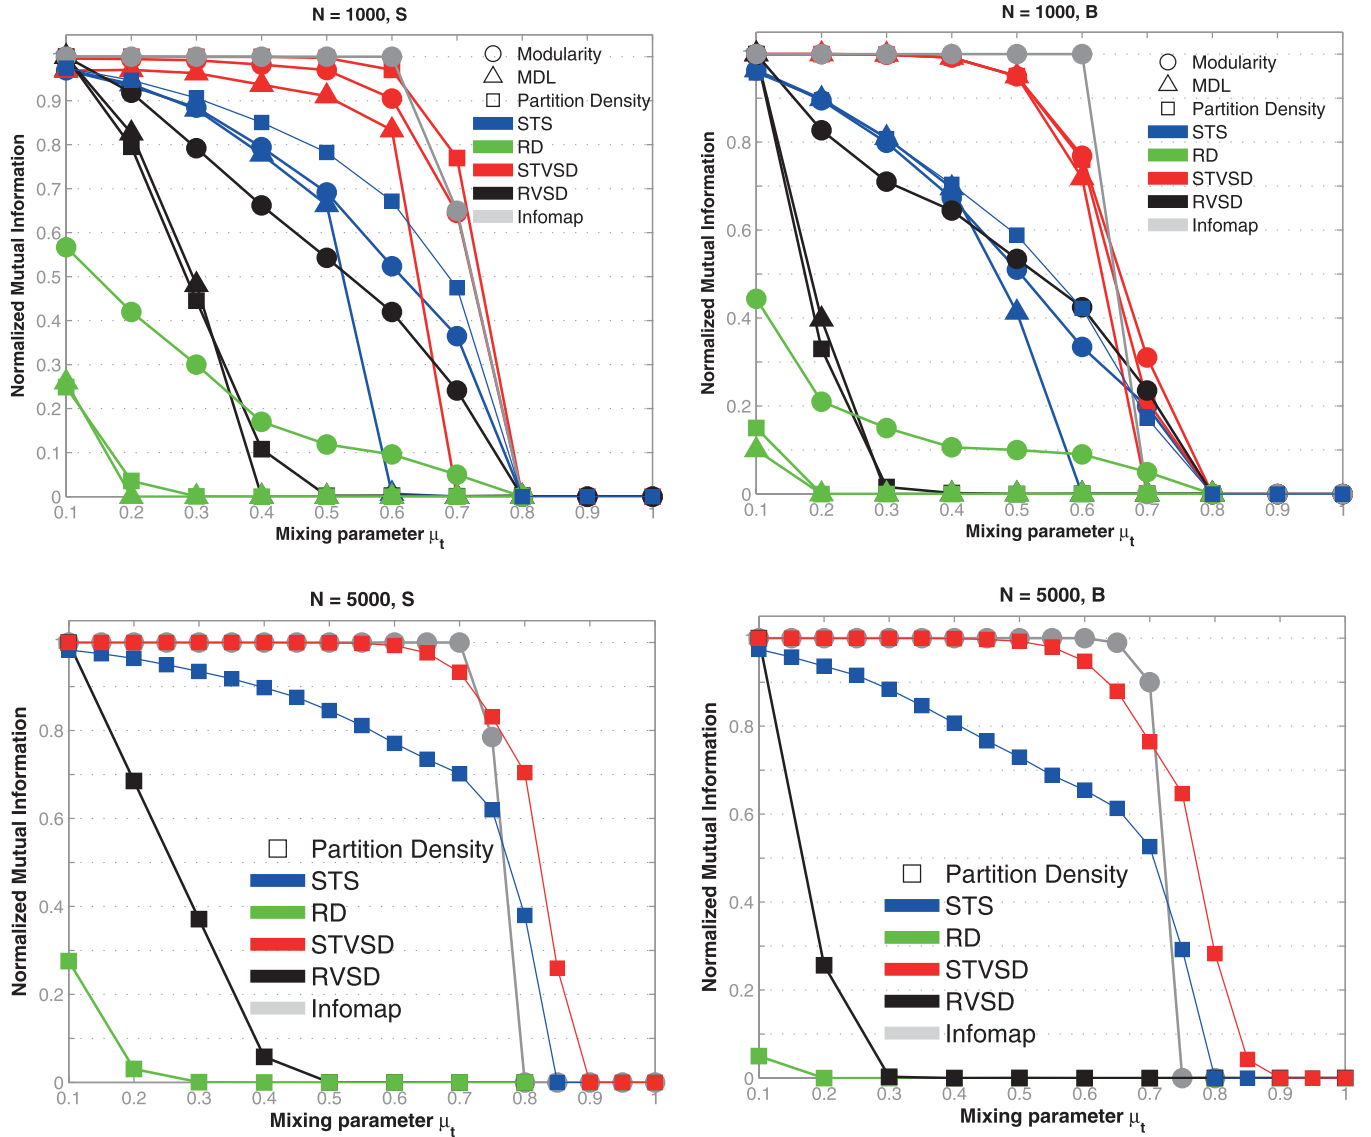 N = 1000, S
Normalized Mutual Information
0.9
0.8
0.7
0.6
0.5
0.4
0.3
0.2
0.1
0
0.1 0.2 0.3 0.4 0.5 0.6 0.7 0.8 0.9 1
Mixing parameter μt
Modularity
MDL
Partition Density
STS
RD
STVSD
RVSD
Infomap
N = 1000, B
Normalized Mutual Information
0.8
0.6
0.4
0.2
0
0.1 0.2 0.3 0.4 0.5 0.6 0.7 0.8 0.9 1
Mixing parameter μt
Modularity
MDL
Partition Density
STS
RD
STVSD
RVSD
Infomap
N = 5000, S
Normalized Mutual Information
0.8
0.6
0.4
0.2
0
0.1 0.2 0.3 0.4 0.5 0.6 0.7 0.8 0.9 1
Mixing parameter μt
Partition Density
STS
RD
STVSD
RVSD
Infomap
N = 5000, B
Normalized Mutual Information
0.8
0.6
0.4
0.2
0
0.1 0.2 0.3 0.4 0.5 0.6 0.7 0.8 0.9 1
Mixing parameter μt
Partition Density
STS
RD
STVSD
RVSD
Infomap